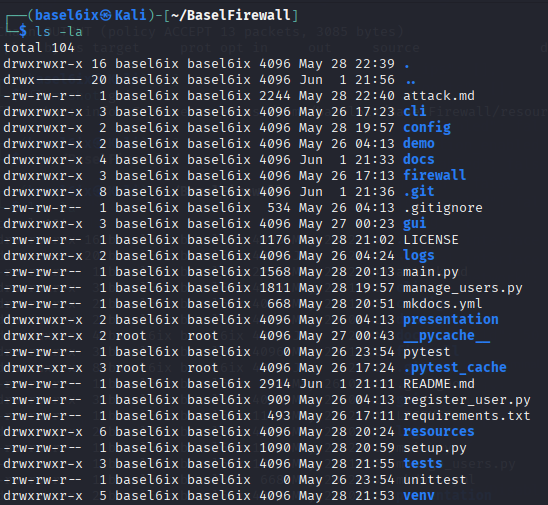 ┌──(basel6ix㉿Kali)-[~/BaselFirewall]
└─$ ls -la
total 104
drwxrwxr-x 16 basel6ix basel6ix 4096 May 28 22:39 .
drwx------ 20 basel6ix basel6ix 4096 Jun  1 21:56 ..
-rw-rw-r--  1 basel6ix basel6ix 2244 May 28 22:40 attack.md
drwxrwxr-x  3 basel6ix basel6ix 4096 May 26 17:23 cli
drwxrwxr-x  2 basel6ix basel6ix 4096 May 28 19:57 config
drwxrwxr-x  2 basel6ix basel6ix 4096 May 26 04:13 demo
drwxrwxr-x  4 basel6ix basel6ix 4096 Jun  1 21:33 docs
drwxrwxr-x  3 basel6ix basel6ix 4096 May 26 17:13 firewall
drwxrwxr-x  8 basel6ix basel6ix 4096 Jun  1 21:36 .git
-rw-rw-r--  1 basel6ix basel6ix  534 May 26 04:13 .gitignore
drwxrwxr-x  3 basel6ix basel6ix 4096 May 27 00:23 gui
-rw-rw-r--  1 basel6ix basel6ix 1176 May 28 21:02 LICENSE
drwxrwxr-x  2 basel6ix basel6ix 4096 May 26 04:24 logs
-rw-rw-r--  1 basel6ix basel6ix 1568 May 28 20:13 main.py
-rw-rw-r--  1 basel6ix basel6ix 1811 May 28 19:57 manage_users.py
-rw-rw-r--  1 basel6ix basel6ix  668 May 28 20:51 mkdocs.yml
drwxrwxr-x  2 basel6ix basel6ix 4096 May 26 04:13 presentation
drwxr-xr-x  2 root     root     4096 May 27 00:43 __pycache__
-rw-rw-r--  1 basel6ix basel6ix    0 May 26 23:54 pytest
drwxr-xr-x  3 root     root     4096 May 26 17:24 .pytest_cache
-rw-rw-r--  1 basel6ix basel6ix 2914 Jun  1 21:11 README.md
-rw-rw-r--  1 basel6ix basel6ix  909 May 26 04:13 register_user.py
-rw-rw-r--  1 basel6ix basel6ix  493 May 26 17:11 requirements.txt
drwxrwxr-x  6 basel6ix basel6ix 4096 May 28 20:24 resources
-rw-rw-r--  1 basel6ix basel6ix 1090 May 28 20:59 setup.py
drwxrwxr-x  3 basel6ix basel6ix 4096 May 28 21:55 tests
-rw-rw-r--  1 basel6ix basel6ix    0 May 26 23:54 unittest
drwxrwxr-x  5 basel6ix basel6ix 4096 May 28 21:53 venv